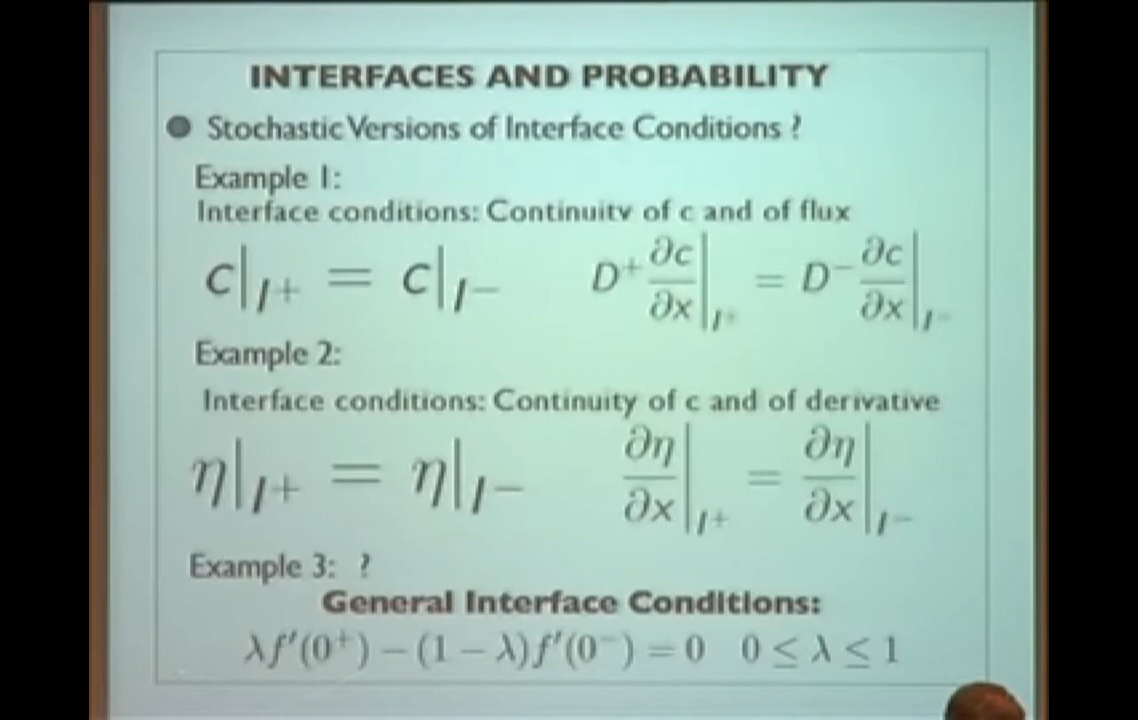 INTERFACES AND PROBABILITY
Stochastic Versions of Interface Conditions ?
Example 1:
Interface conditions: Continuity of c and of flux
c|_{I+} = c|_{I−}    D⁺ ∂c/∂x|_{I+} = D⁻ ∂c/∂x|_{I−}
Example 2:
Interface conditions: Continuity of c and of derivative
η|_{I+} = η|_{I−}    ∂η/∂x|_{I+} = ∂η/∂x|_{I−}
Example 3: ?
General Interface Conditions:
λf′(0⁺) − (1 − λ)f′(0⁻) = 0   0 ≤ λ ≤ 1